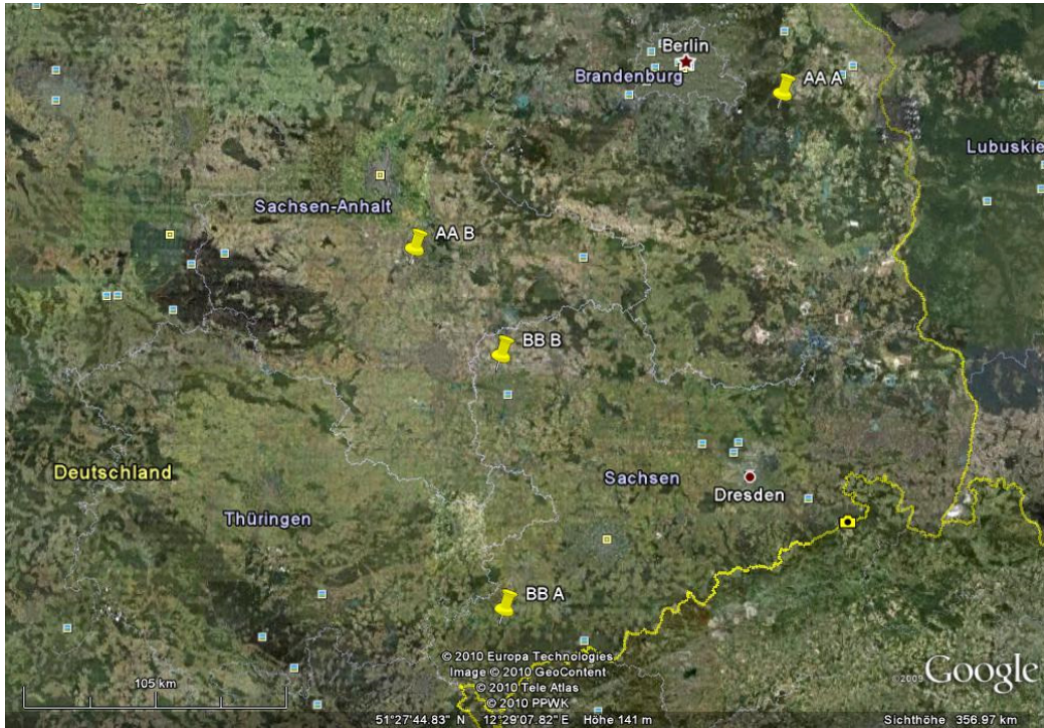 Berlin
Brandenburg
AA A
Lubuskie
Sachsen-Anhalt
AA B
BB B
Deutschland
Sachsen
Dresden
Thüringen
BB A
© 2010 Europa Technologies
Image © 2010 GeoContent
© 2010 Tele Atlas
© 2010 PPWK
©2009 Google
105 km
51°27'44.83" N 12°29'07.82" E Höhe 141 m
Sichthöhe 356.97 km